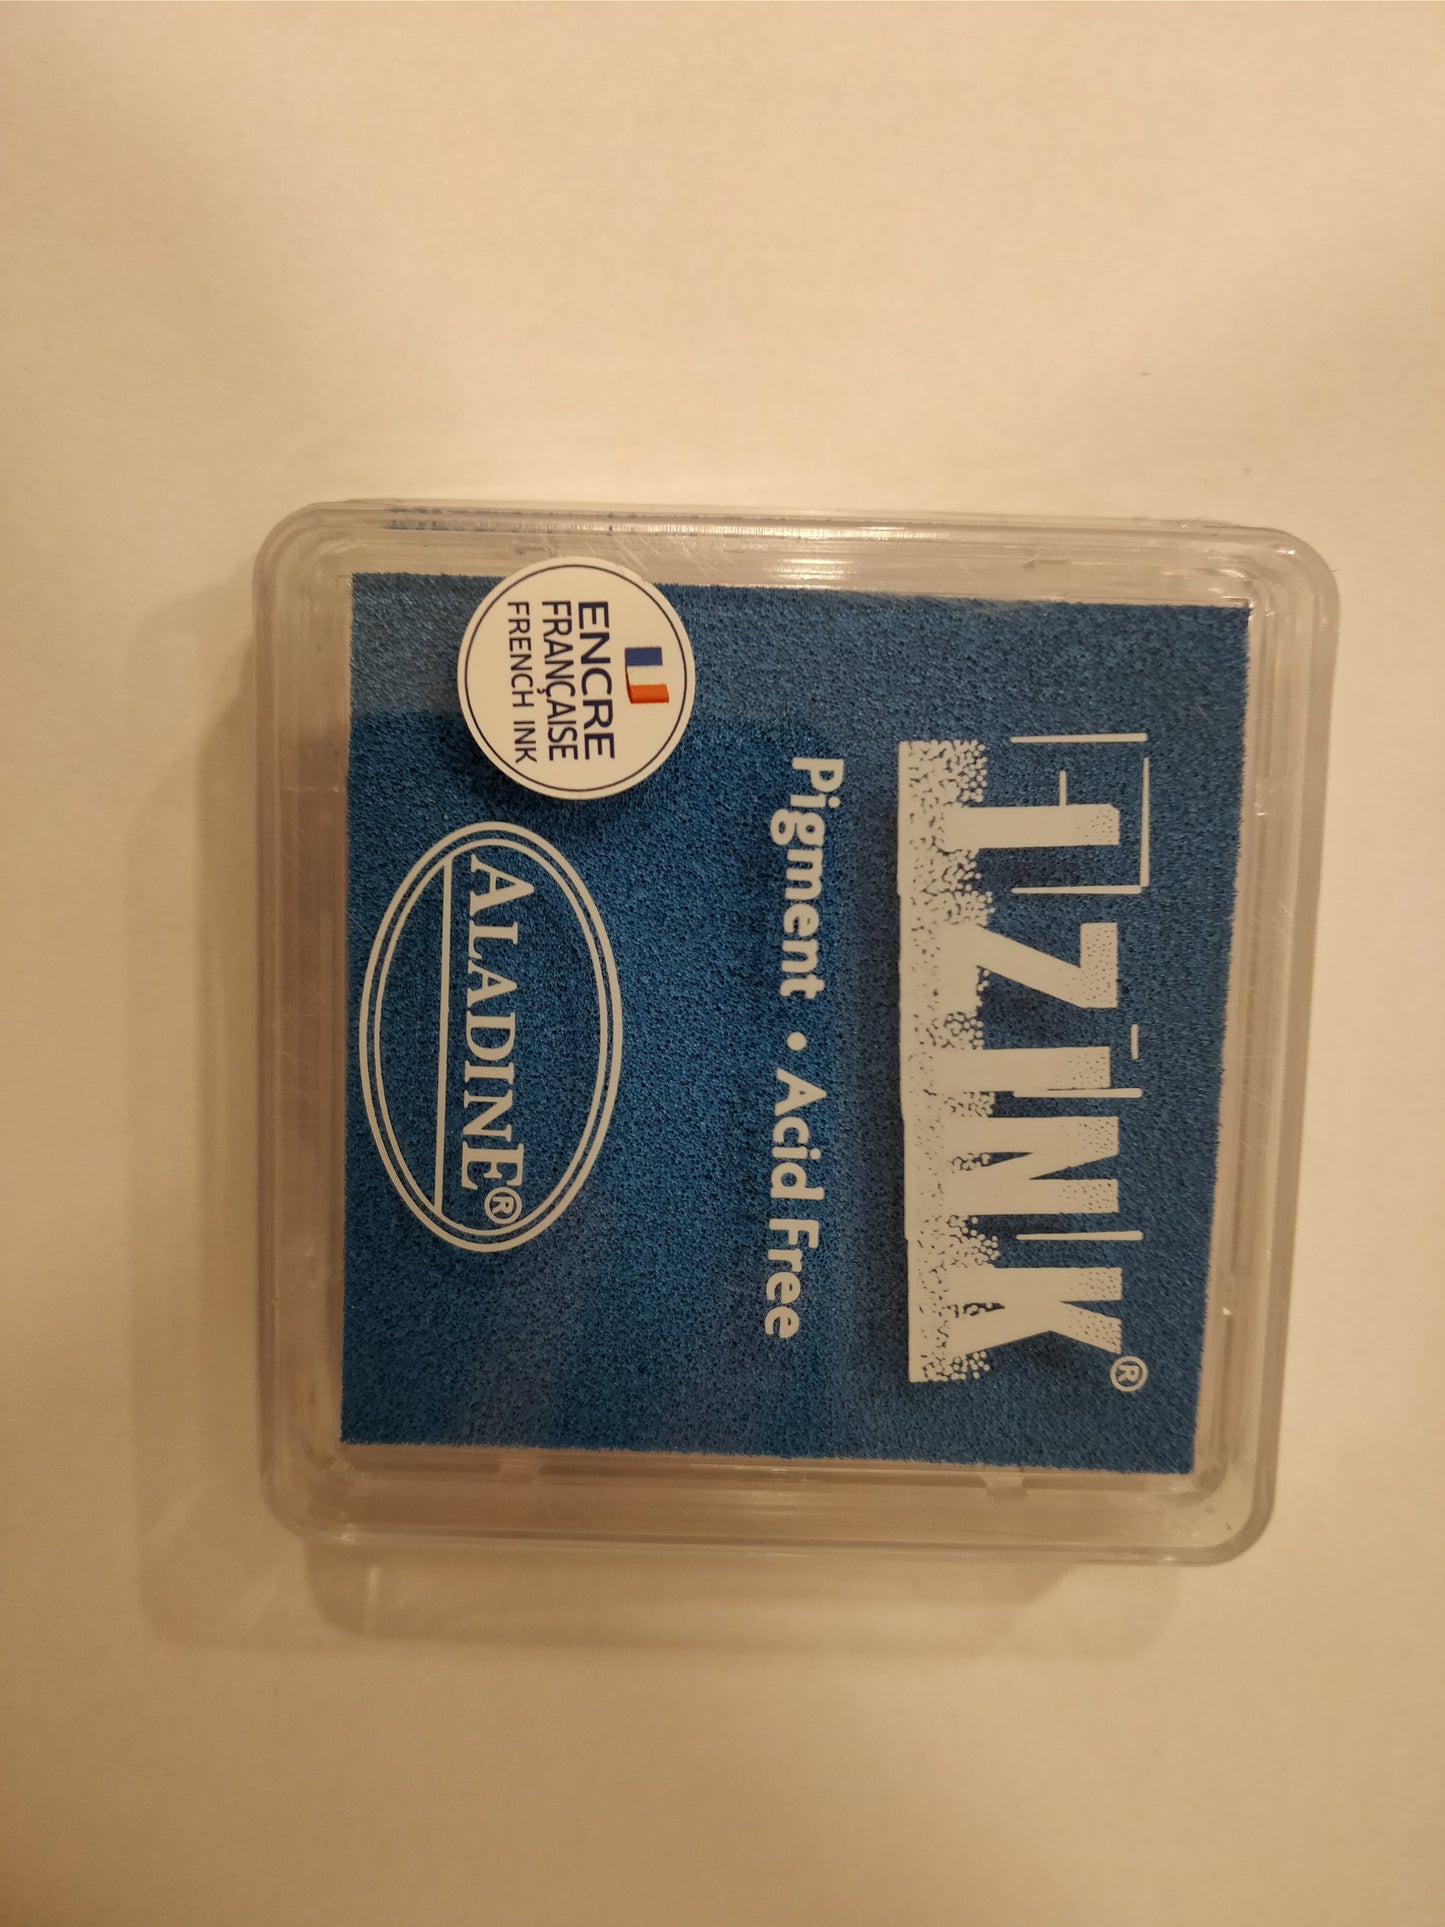 IZINK®
Pigment • Acid Free
ENCRE
FRANÇAISE
FRENCH INK
ALADINE®